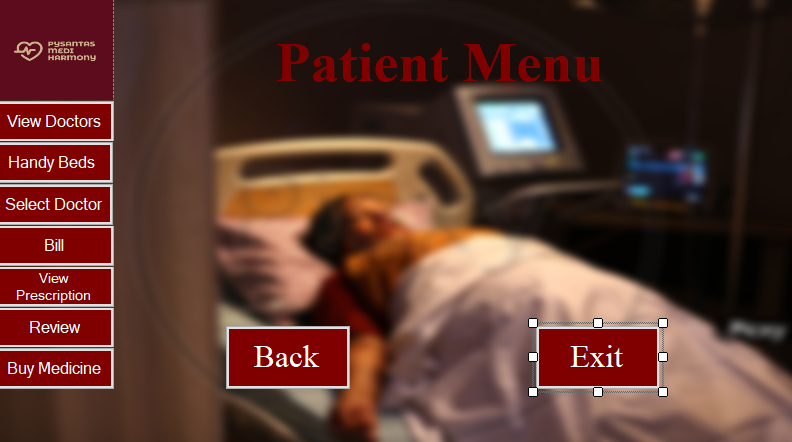 PYSANTAS
MEDI
HARMONY
Patient Menu
View Doctors
Handy Beds
Select Doctor
Bill
View
Prescription
Review
Buy Medicine
Back
Exit